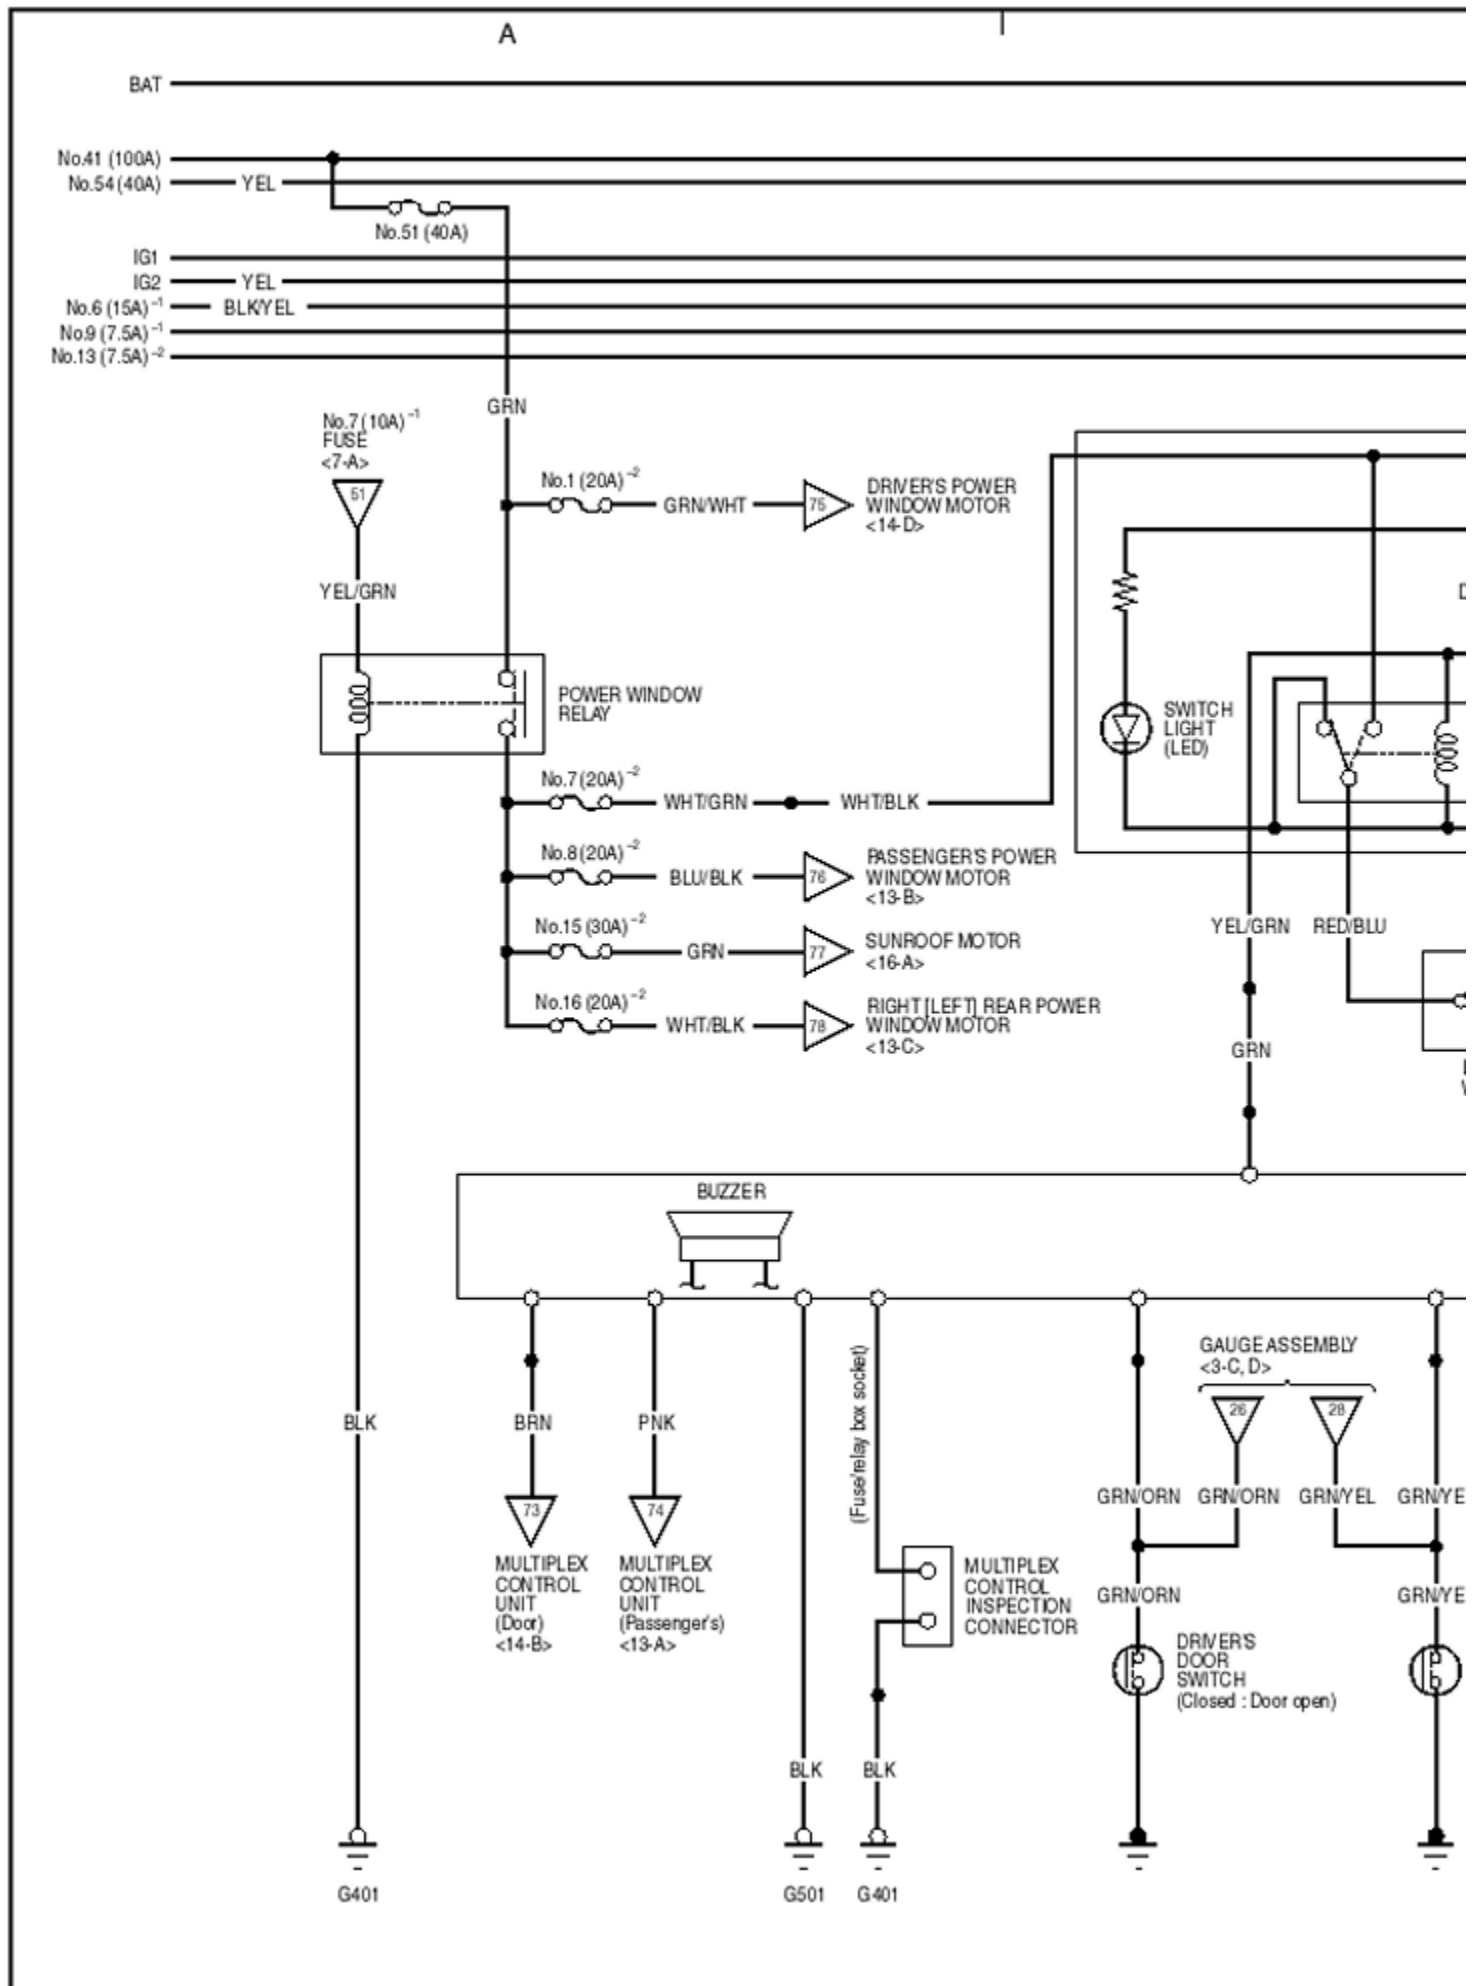 A
BAT
No.41 (100A)
No.54 (40A)
YEL
No.51 (40A)
IG1
IG2
YEL
No.6 (15A) -1
BLK/YEL
No.9 (7.5A) -1
No.13 (7.5A) -2
GRN
No.7 (10A) -1
FUSE
<7-A>
51
YEL/GRN
No.1 (20A) -2
GRN/WHT
75
DRIVER'S POWER
WINDOW MOTOR
<14-D>
POWER WINDOW
RELAY
SWITCH
LIGHT
(LED)
No.7 (20A) -2
WHT/GRN
WHT/BLK
No.8 (20A) -2
BLU/BLK
76
PASSENGER'S POWER
WINDOW MOTOR
<13-B>
No.15 (30A) -2
GRN
77
SUNROOF MOTOR
<16-A>
No.16 (20A) -2
WHT/BLK
78
RIGHT [LEFT] REAR POWER
WINDOW MOTOR
<13-C>
YEL/GRN
RED/BLU
GRN
BUZZER
BLK
BRN
PNK
(Fuse/relay box socket)
GAUGE ASSEMBLY
<3-C, D>
26
28
GRN/ORN
GRN/ORN
GRN/YEL
GRN/YE
73
74
MULTIPLEX
CONTROL
UNIT
(Door)
<14-B>
MULTIPLEX
CONTROL
UNIT
(Passenger's)
<13-A>
MULTIPLEX
CONTROL
INSPECTION
CONNECTOR
GRN/ORN
GRN/YE
DRIVER'S
DOOR
SWITCH
(Closed : Door open)
BLK
BLK
G401
G501
G401